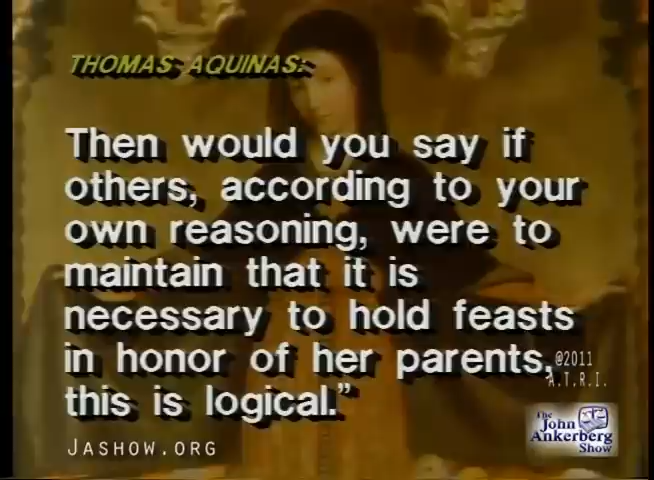 THOMAS AQUINAS:
Then would you say if
others, according to your
own reasoning, were to
maintain that it is
necessary to hold feasts
in honor of her parents,
this is logical.”
@2011
A.T.R.I.
JASHOW.ORG
The
John
Ankerberg
Show